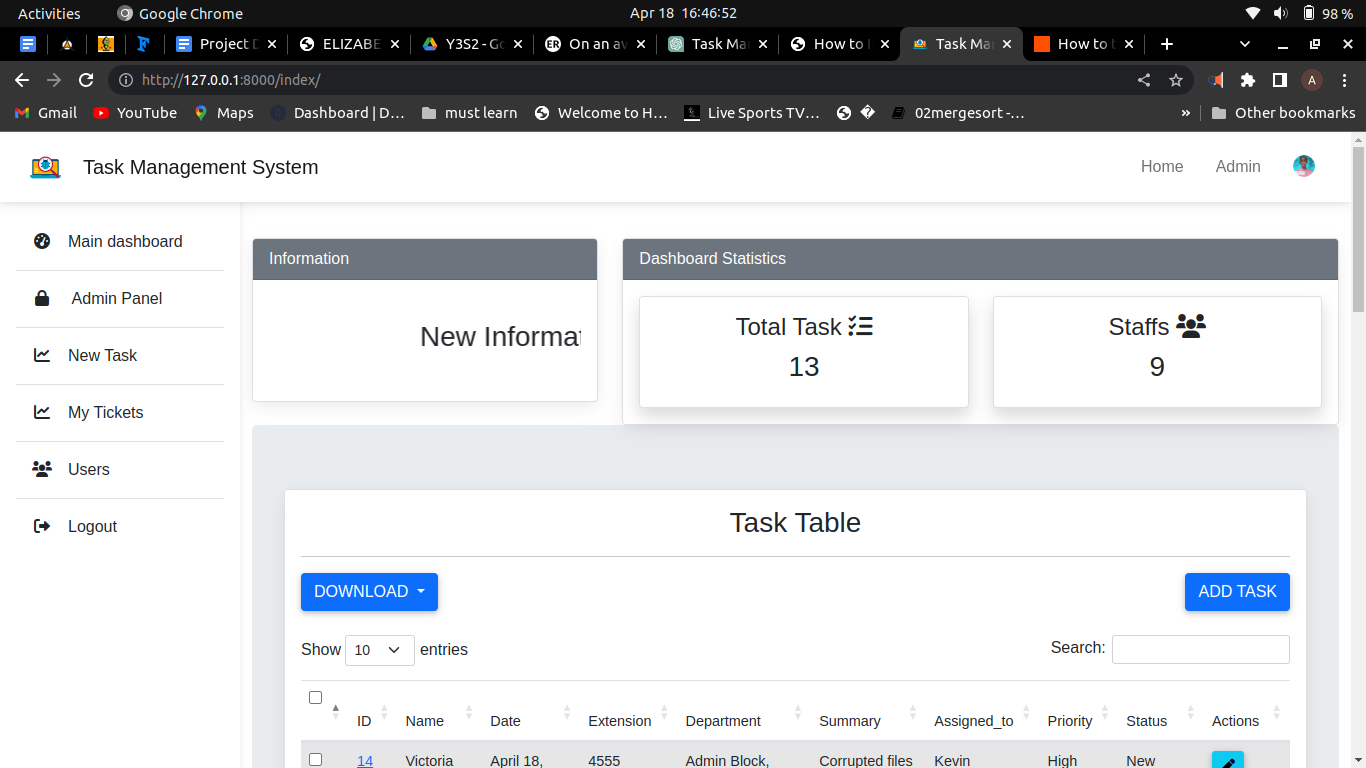 Activities Google Chrome Apr 18 16:46:52 98 %
Project D ELIZABE Y3S2 - Go On an av Task Man How to Task Ma How to b
http://127.0.0.1:8000/index/ A
Gmail YouTube Maps Dashboard | D… must learn Welcome to H… Live Sports TV… � 02mergesort -… » Other bookmarks
Task Management System Home Admin
Main dashboard
Admin Panel
New Task
My Tickets
Users
Logout
Information
New Informat
Dashboard Statistics
Total Task
13
Staffs
9
Task Table
DOWNLOAD ADD TASK
Show 10 entries Search:
ID Name Date Extension Department Summary Assigned_to Priority Status Actions
14 Victoria April 18, 4555 Admin Block, Corrupted files Kevin High New